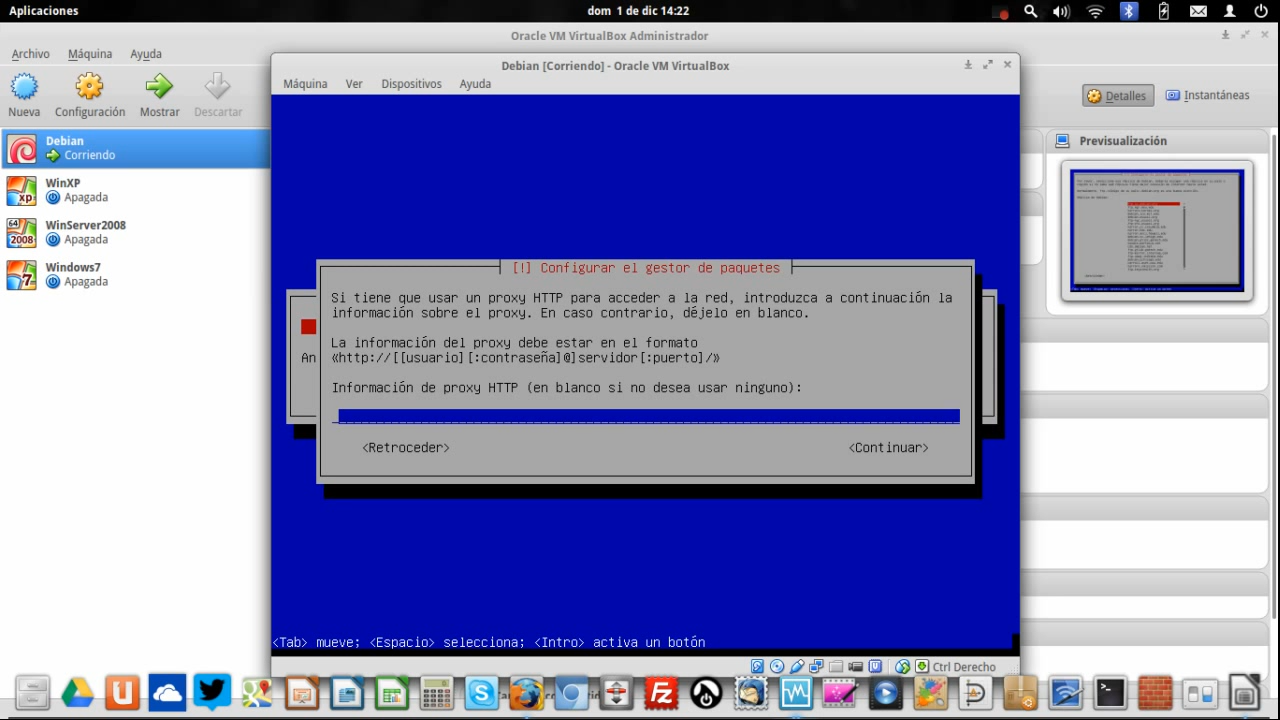 Aplicaciones
dom 1 de dic 14:22
Oracle VM VirtualBox Administrador
Archivo Máquina Ayuda
Nueva Configuración Mostrar Descartar
Detalles Instantáneas
Debian
Corriendo
WinXP
Apagada
WinServer2008
Apagada
Windows7
Apagada
Previsualización
Debian [Corriendo] - Oracle VM VirtualBox
Máquina Ver Dispositivos Ayuda
[!] Configurar el gestor de paquetes
Si tiene que usar un proxy HTTP para acceder a la red, introduzca a continuación la
información sobre el proxy. En caso contrario, déjelo en blanco.
La información del proxy debe estar en el formato
«http://[[usuario][:contraseña]@]servidor[:puerto]/»
Información de proxy HTTP (en blanco si no desea usar ninguno):
<Retroceder> <Continuar>
An
<Tab> mueve; <Espacio> selecciona; <Intro> activa un botón
Ctrl Derecho